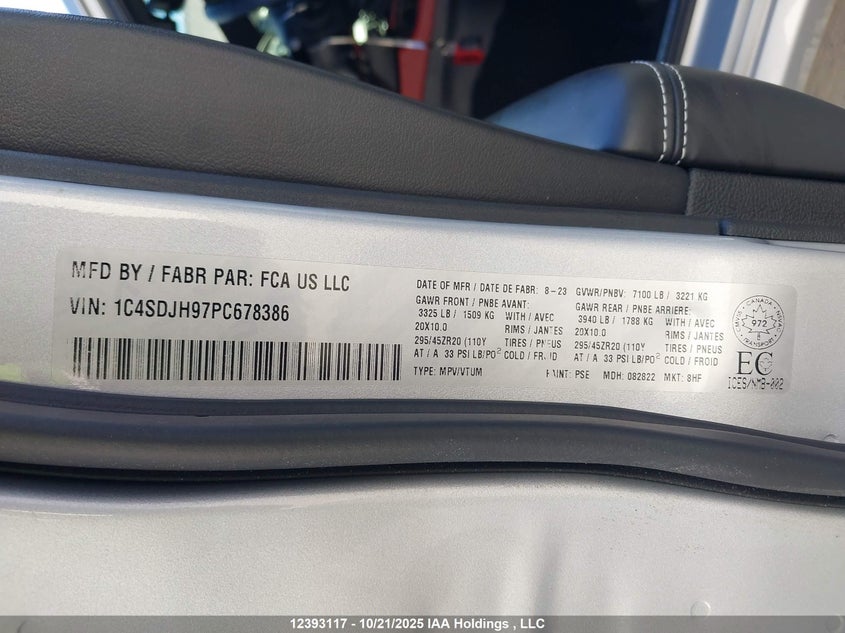 MFD BY / FABR PAR: FCA US LLC
VIN: 1C4SDJH97PC678386
DATE OF MFR / DATE DE FABR: 8-23
GVWR/PNBV: 7100 LB / 3221 KG
GAWR FRONT / PNBE AVANT:
3325 LB / 1509 KG WITH / AVEC
20X10.0 RIMS / JANTES
295/45ZR20 (110Y TIRES / PNEUS
AT / A 33 PSI LB/PO² COLD / FROID
GAWR REAR / PNBE ARRIERE:
3940 LB / 1788 KG WITH / AVEC
20X10.0 RIMS / JANTES
295/45ZR20 (110Y TIRES / PNEUS
AT / A 33 PSI LB/PO² COLD / FROID
TYPE: MPV/VTUM PAINT: PSE MDH: 082822 MKT: 8HF
CANADA
972
TRANSPORT
EC
ICES/NMB-002
12393117 - 10/21/2025 IAA Holdings , LLC